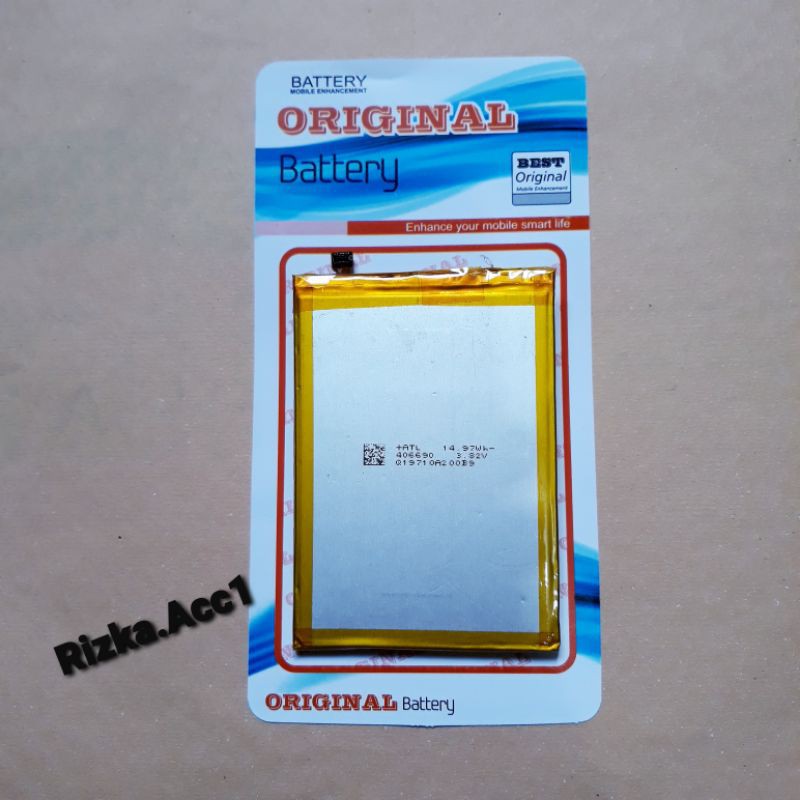 BATTERY
MOBILE ENHANCEMENT
ORIGINAL
Battery
BEST
Original
Mobile Enhancement
Enhance your mobile smart life
+ATL 14.97Wh-
406690 3.82V
Q19710A200B9
Rizka.Acc1
ORIGINAL Battery